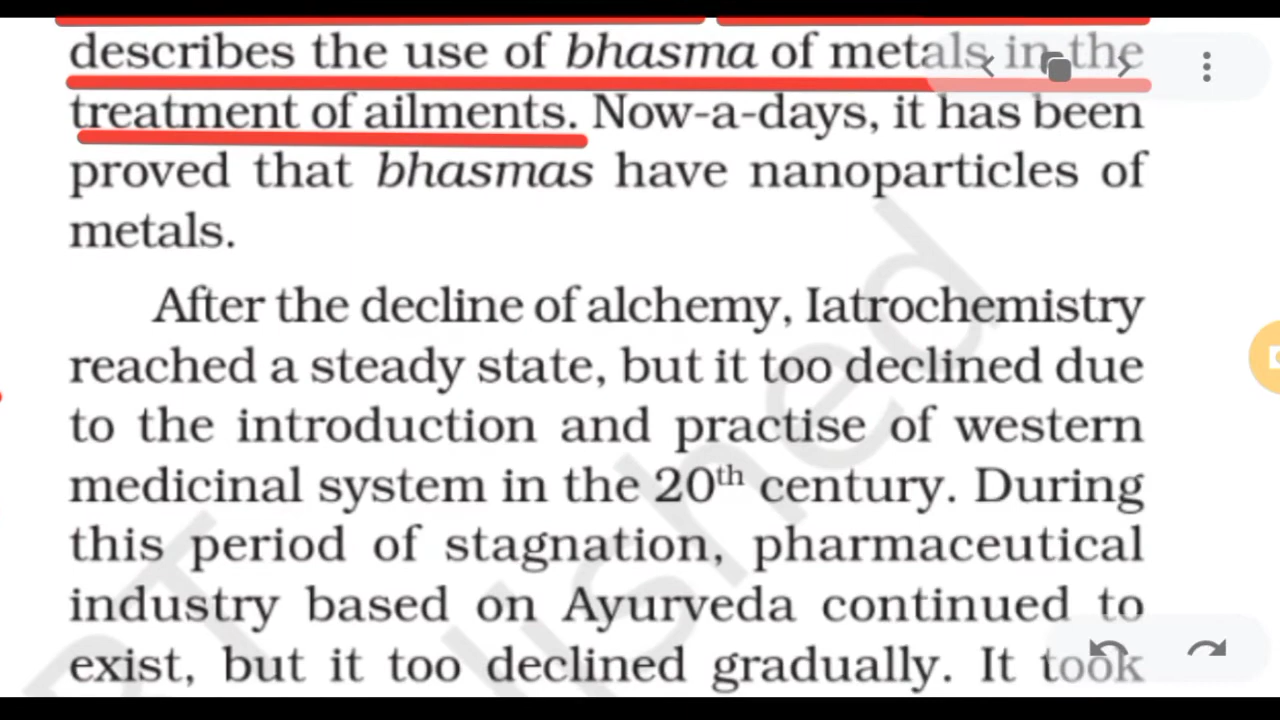 describes the use of bhasma of metals in the
treatment of ailments. Now-a-days, it has been
proved that bhasmas have nanoparticles of
metals.
After the decline of alchemy, Iatrochemistry
reached a steady state, but it too declined due
to the introduction and practise of western
medicinal system in the 20th century. During
this period of stagnation, pharmaceutical
industry based on Ayurveda continued to
exist, but it too declined gradually. It took